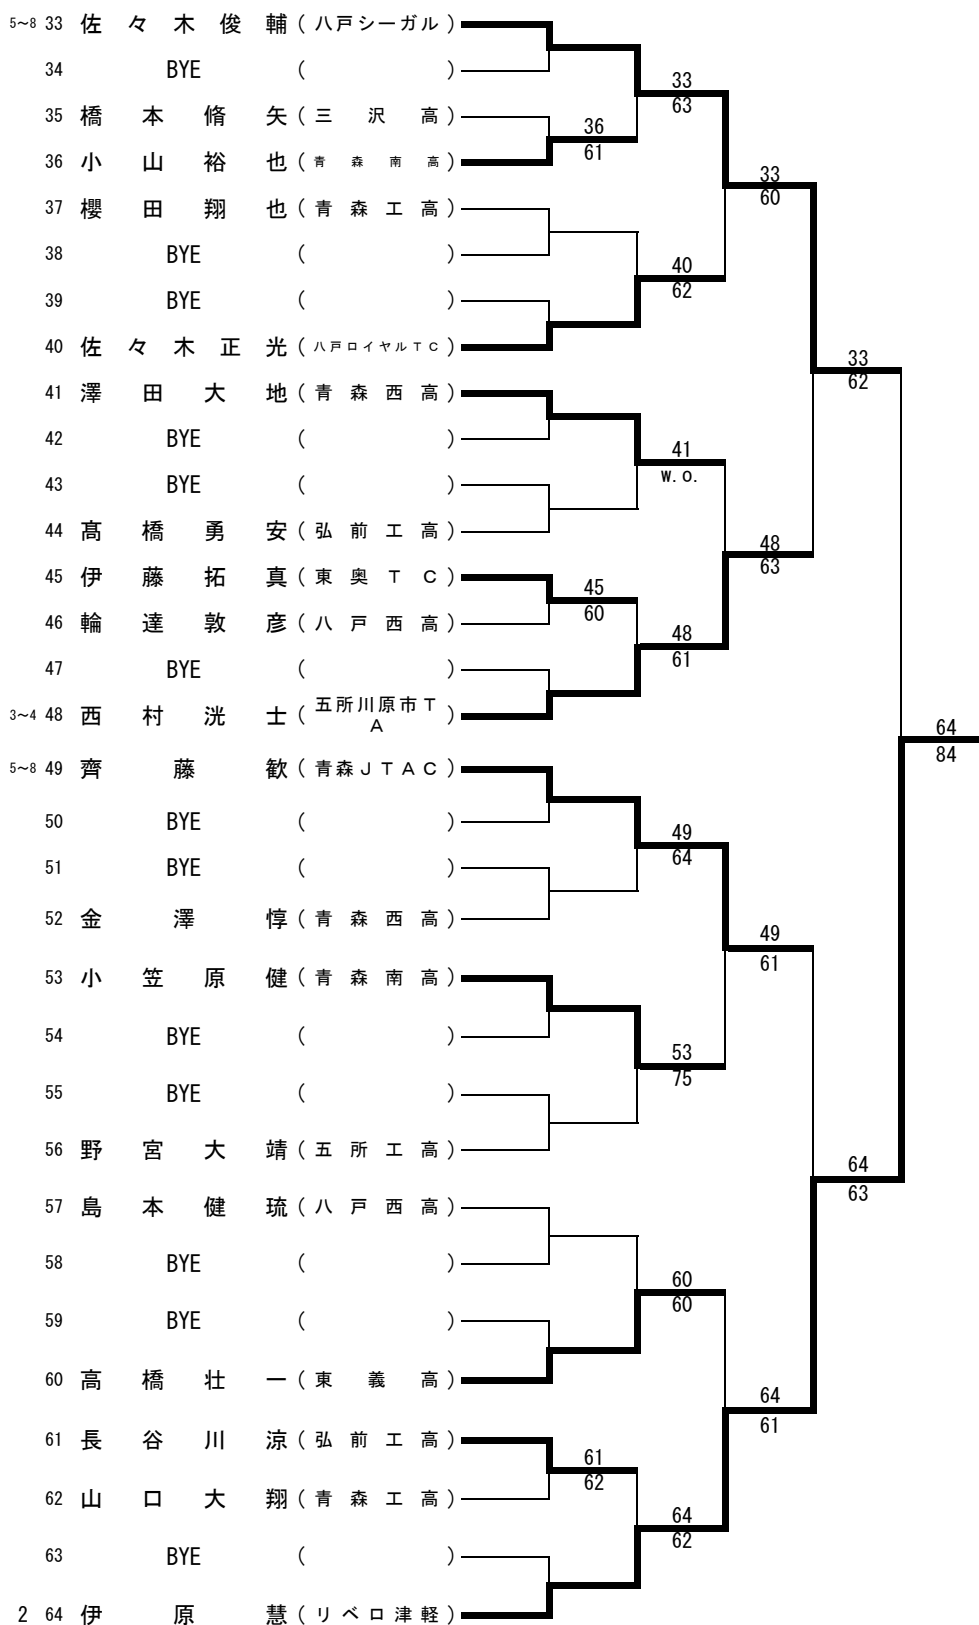 5~8 33 佐々木俊輔(八戸シーガル)
34 BYE ( )
33
63
35 橋本脩矢(三沢高)
36
61
36 小山裕也(青森南高)
33
60
37 櫻田翔也(青森工高)
38 BYE ( )
40
62
39 BYE ( )
40 佐々木正光(八戸ロイヤルTC)
33
62
41 澤田大地(青森西高)
42 BYE ( )
41
w.o.
43 BYE ( )
44 髙橋勇安(弘前工高)
48
63
45 伊藤拓真(東奥TC)
45
60
46 輪達敦彦(八戸西高)
48
61
47 BYE ( )
3~4 48 西村洸士(五所川原市T
A )
64
84
5~8 49 齊藤歓(青森JTAC)
50 BYE ( )
49
64
51 BYE ( )
52 金澤惇(青森西高)
49
61
53 小笠原健(青森南高)
54 BYE ( )
53
75
55 BYE ( )
56 野宮大靖(五所工高)
64
63
57 島本健琉(八戸西高)
58 BYE ( )
60
60
59 BYE ( )
60 高橋壮一(東義高)
64
61
61 長谷川涼(弘前工高)
61
62
62 山口大翔(青森工高)
64
62
63 BYE ( )
2 64 伊原慧(リベロ津軽)